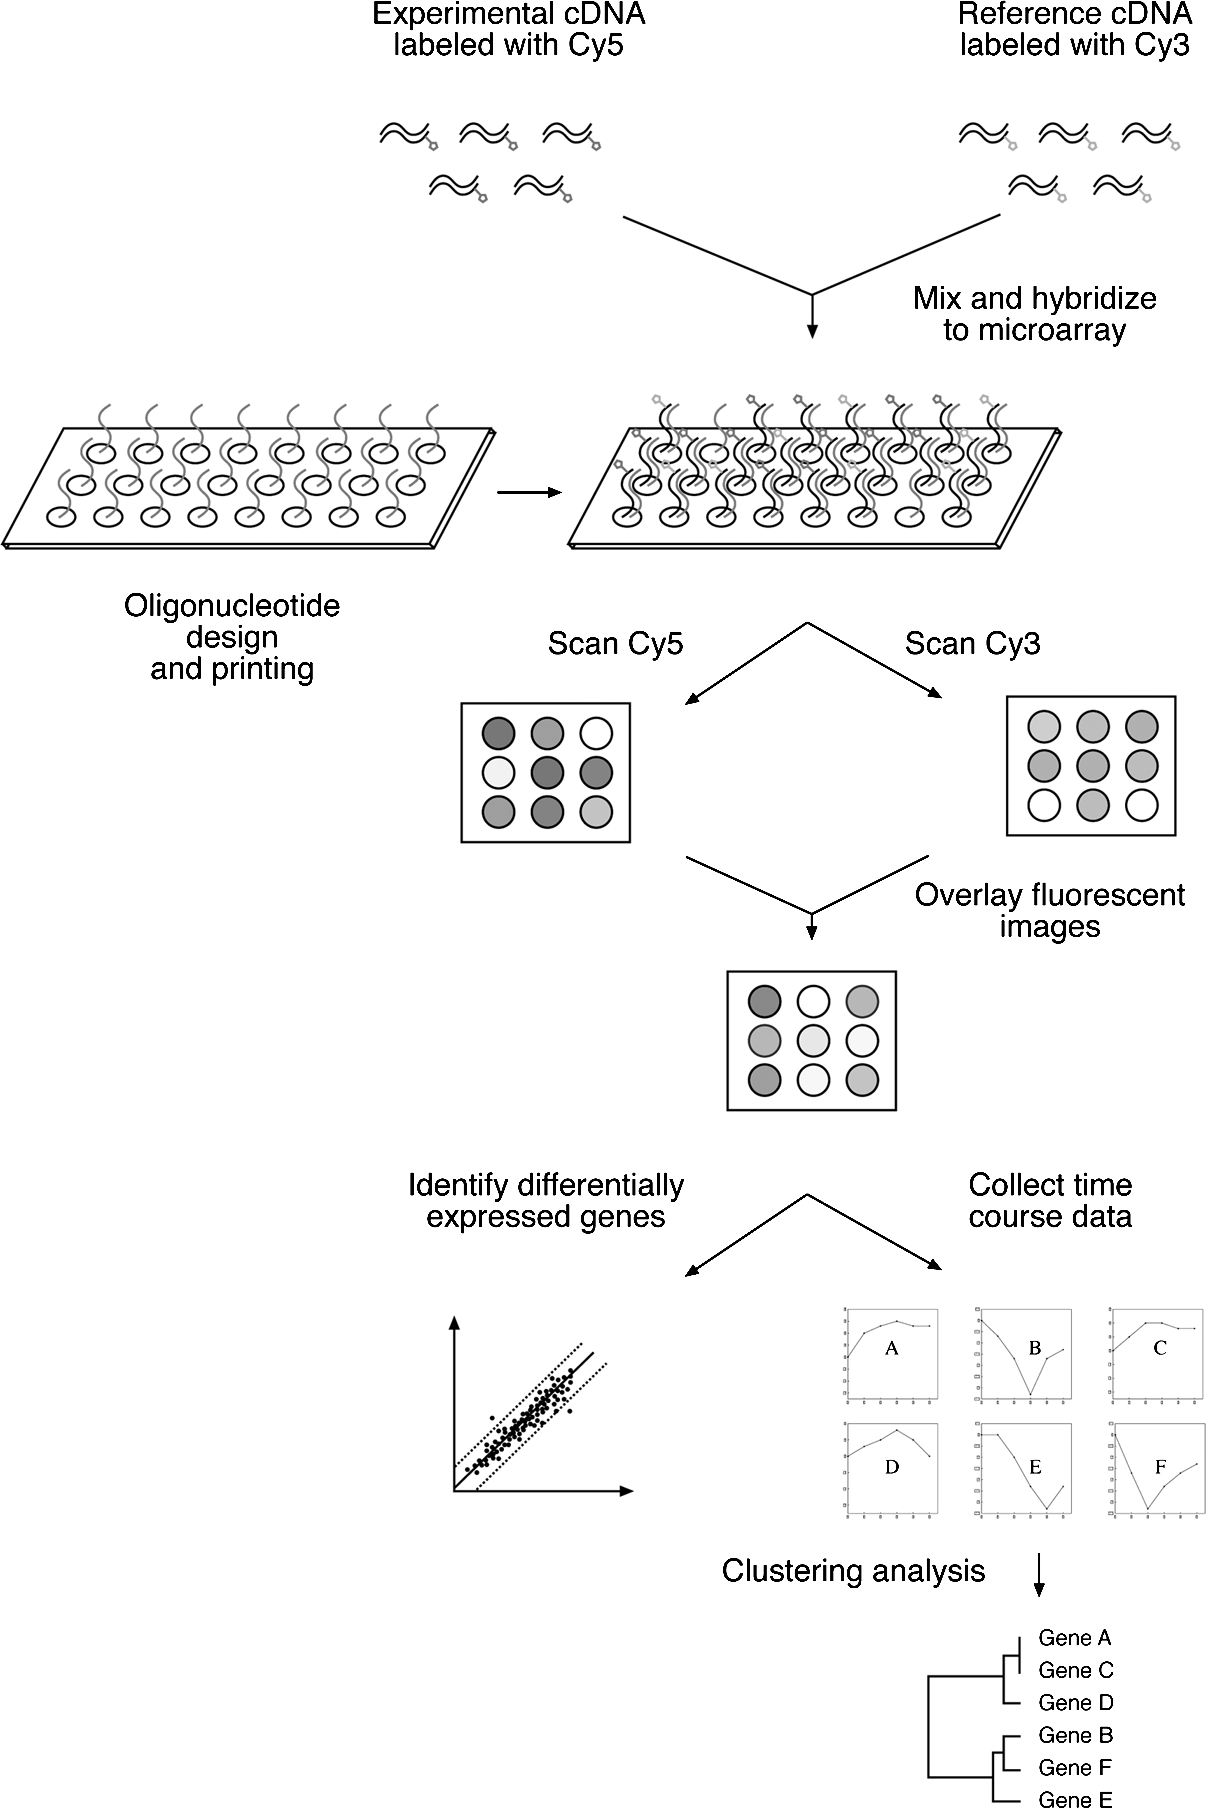 Experimental cDNA
labeled with Cy5
Reference cDNA
labeled with Cy3
Mix and hybridize
to microarray
Oligonucleotide
design
and printing
Scan Cy5
Scan Cy3
Overlay fluorescent
images
Identify differentially
expressed genes
Collect time
course data
A
B
C
D
E
F
Clustering analysis
Gene A
Gene C
Gene D
Gene B
Gene F
Gene E